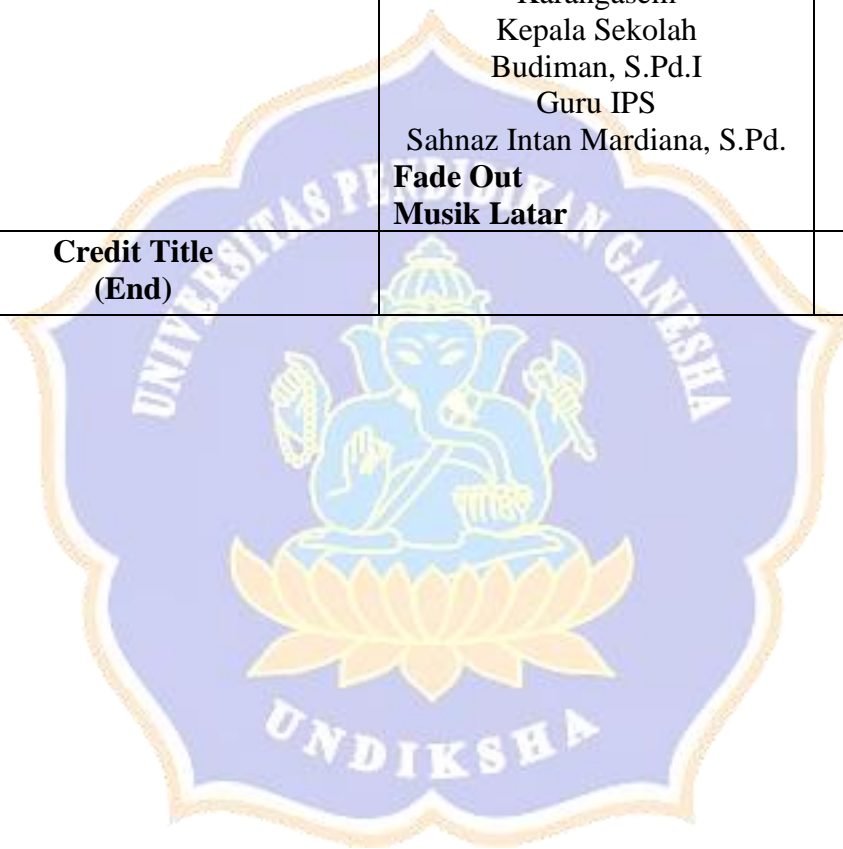 Karangasem
Kepala Sekolah
Budiman, S.Pd.I
Guru IPS
Sahnaz Intan Mardiana, S.Pd.
Fade Out
Musik Latar
Credit Title
(End)
UNIVERSITAS PENDIDIKAN GANESHA
UNDIKSHA